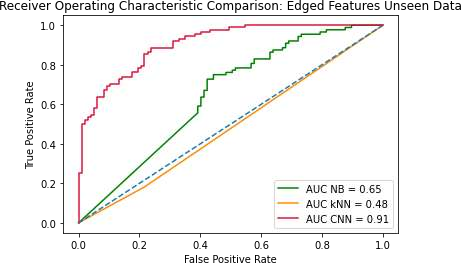 Receiver Operating Characteristic Comparison: Edged Features Unseen Data
True Positive Rate
1.0
0.8
0.6
0.4
0.2
0.0
AUC NB = 0.65
AUC kNN = 0.48
AUC CNN = 0.91
0.0 0.2 0.4 0.6 0.8 1.0
False Positive Rate